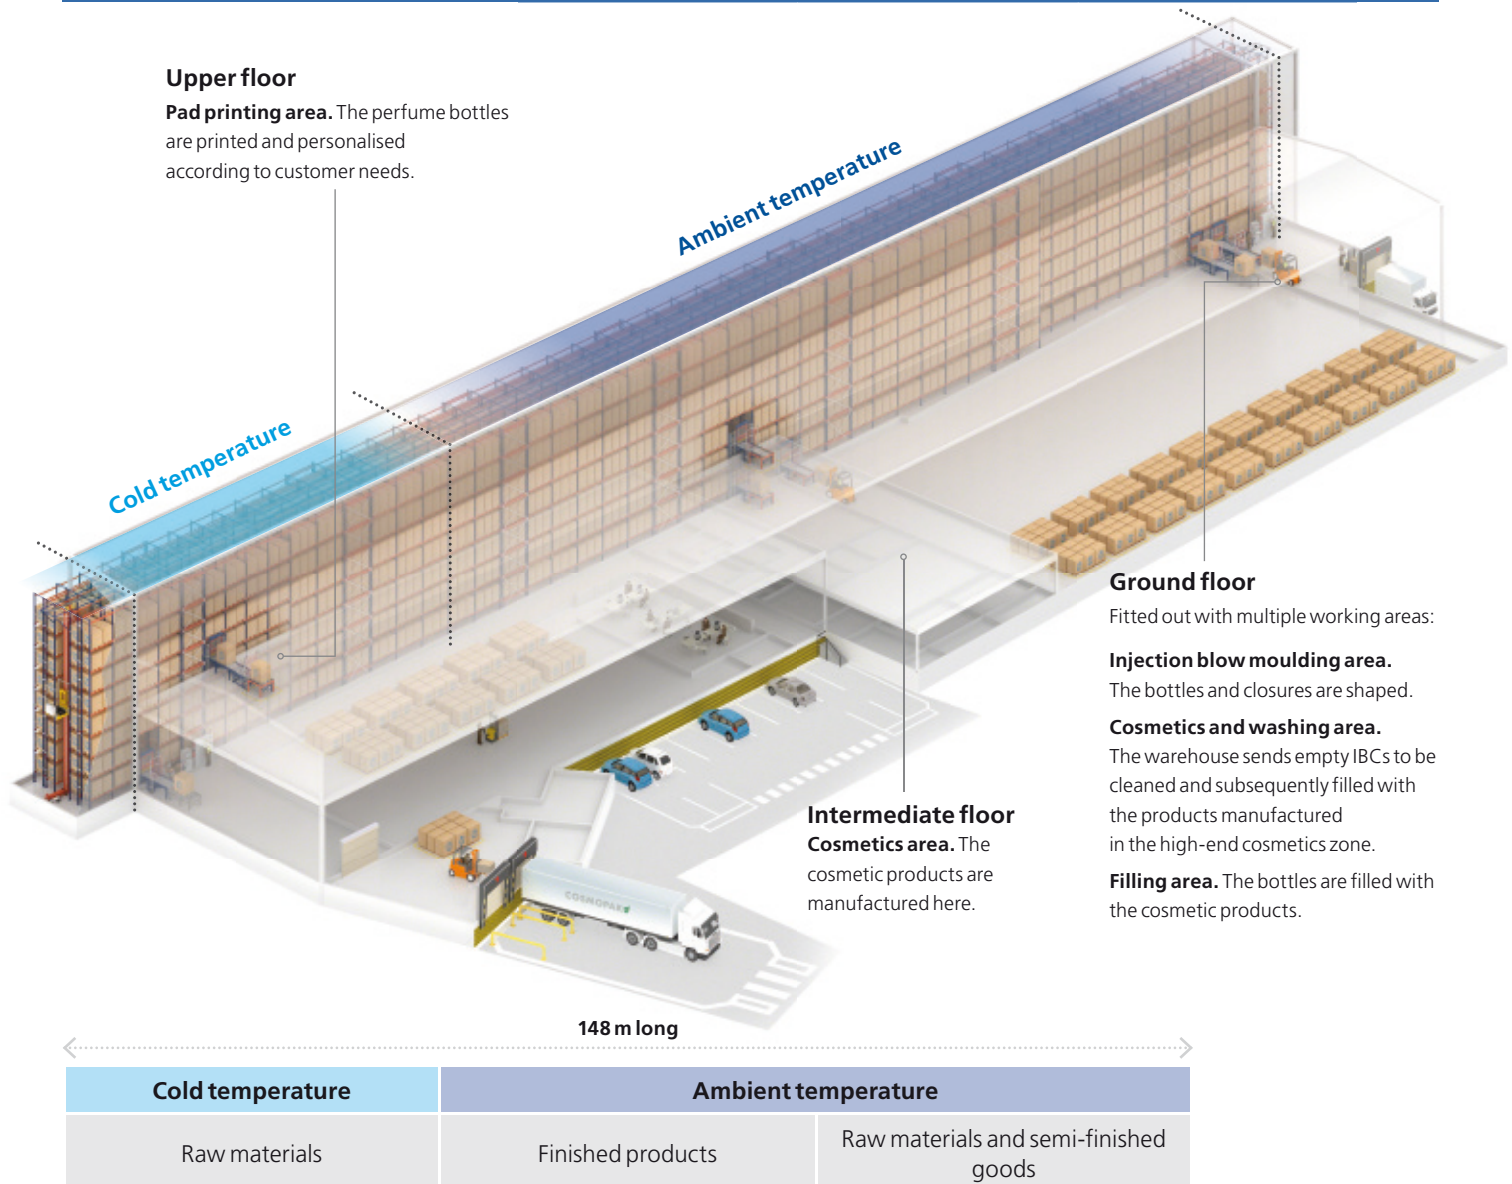 Upper floor
Pad printing area. The perfume bottles
are printed and personalised
according to customer needs.
Ambient temperature
Cold temperature
Ground floor
Fitted out with multiple working areas:
Injection blow moulding area.
The bottles and closures are shaped.
Cosmetics and washing area.
The warehouse sends empty IBCs to be
cleaned and subsequently filled with
the products manufactured
in the high-end cosmetics zone.
Filling area. The bottles are filled with
the cosmetic products.
Intermediate floor
Cosmetics area. The
cosmetic products are
manufactured here.
COSMOPAR
148 m long
Cold temperature
Ambient temperature
Raw materials
Finished products
Raw materials and semi-finished
goods